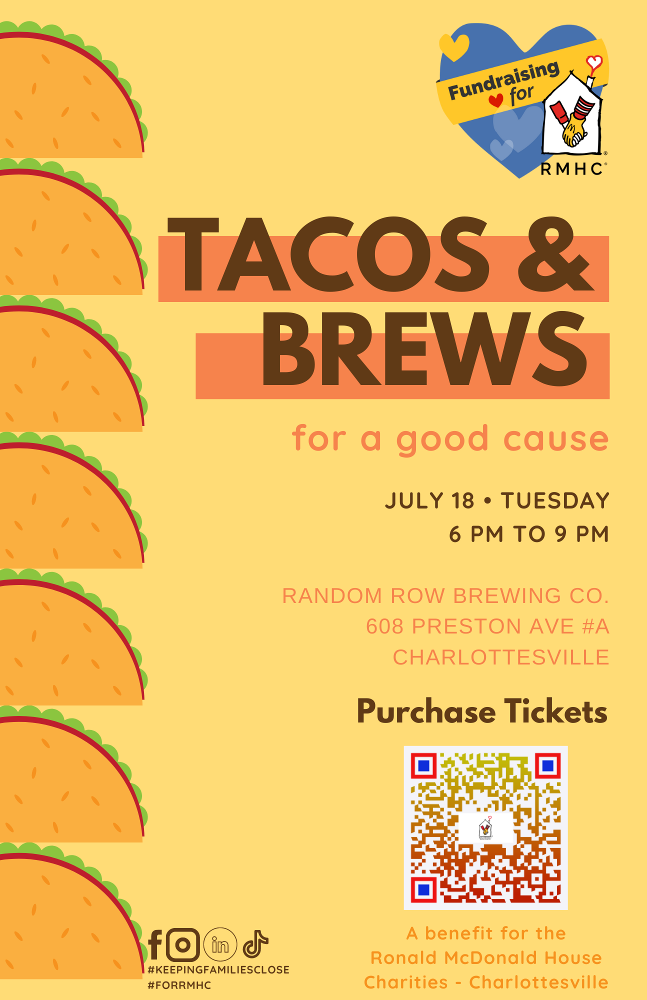 Fundraising
for
RMHC®
TACOS &
BREWS
for a good cause
JULY 18 • TUESDAY
6 PM TO 9 PM
RANDOM ROW BREWING CO.
608 PRESTON AVE #A
CHARLOTTESVILLE
Purchase Tickets
A benefit for the
Ronald McDonald House
Charities - Charlottesville
f in
#KEEPINGFAMILIESCLOSE
#FORRMHC